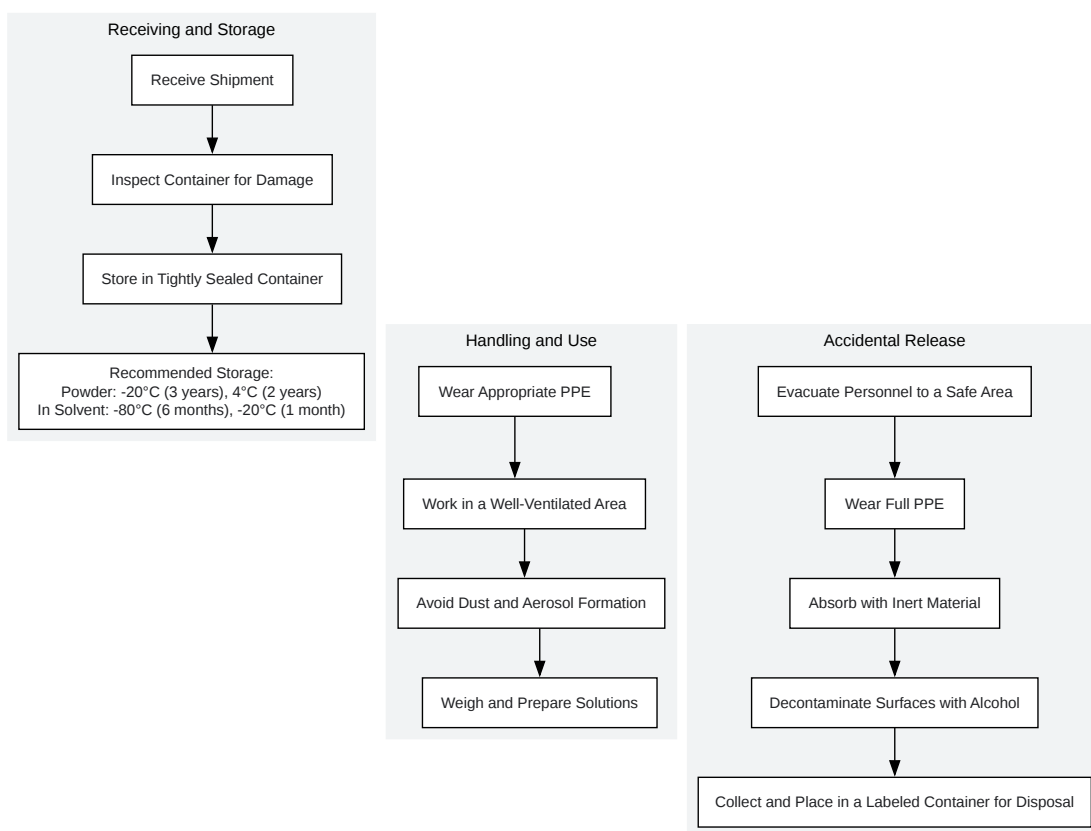 Receiving and Storage
Receive Shipment
Inspect Container for Damage
Store in Tightly Sealed Container
Recommended Storage:
Powder: -20°C (3 years), 4°C (2 years)
In Solvent: -80°C (6 months), -20°C (1 month)
Handling and Use
Wear Appropriate PPE
Work in a Well-Ventilated Area
Avoid Dust and Aerosol Formation
Weigh and Prepare Solutions
Accidental Release
Evacuate Personnel to a Safe Area
Wear Full PPE
Absorb with Inert Material
Decontaminate Surfaces with Alcohol
Collect and Place in a Labeled Container for Disposal